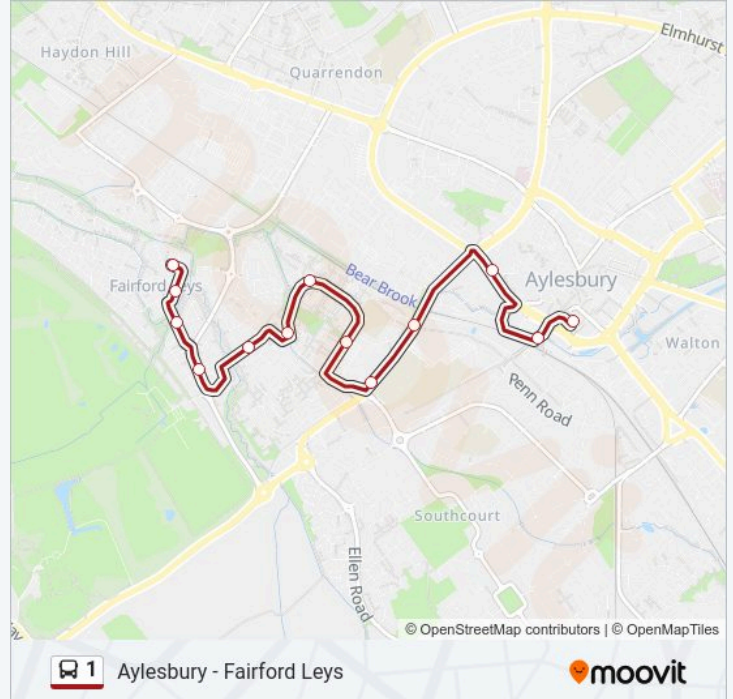 Elmhurst
Haydon Hill
Quarrendon
Bear Brook
Aylesbury
Fairford Leys
Walton
Penn Road
Southcourt
Ellen Road
© OpenStreetMap contributors | © OpenMapTiles
1 Aylesbury - Fairford Leys
moovit